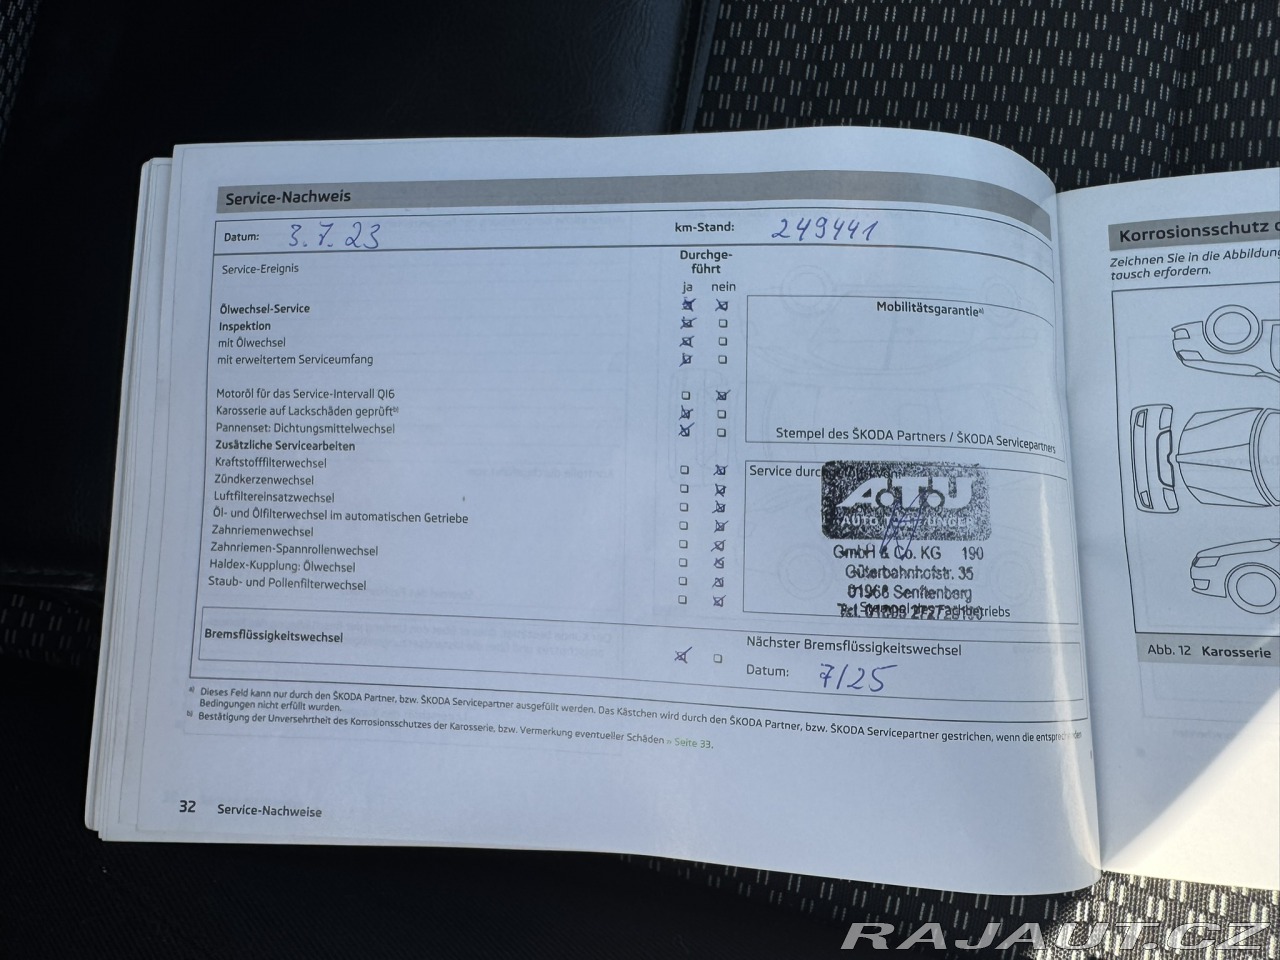 Service-Nachweis
Datum: 3.7.23 km-Stand: 249441
Service-Ereignis
Durchge-
führt
ja nein
Ölwechsel-Service
Inspektion
mit Ölwechsel
mit erweitertem Serviceumfang
Motoröl für das Service-Intervall QI6
Karosserie auf Lackschäden geprüft b)
Pannenset: Dichtungsmittelwechsel
Zusätzliche Servicearbeiten
Kraftstofffilterwechsel
Zündkerzenwechsel
Luftfiltereinsatzwechsel
Öl- und Ölfilterwechsel im automatischen Getriebe
Zahnriemenwechsel
Zahnriemen-Spannrollenwechsel
Haldex-Kupplung: Ölwechsel
Staub- und Pollenfilterwechsel
Mobilitätsgarantie a)
Stempel des ŠKODA Partners / ŠKODA Servicepartners
Service durch
ATU
AUTO
GmbH & Co. KG 190
Güterbahnhofstr. 35
01968 Senftenberg
Bremsflüssigkeitswechsel
Nächster Bremsflüssigkeitswechsel
Datum: 7/25
a) Dieses Feld kann nur durch den ŠKODA Partner, bzw. ŠKODA Servicepartner ausgefüllt werden. Das Kästchen wird durch den ŠKODA Partner, bzw. ŠKODA Servicepartner gestrichen, wenn die entsprechenden
Bedingungen nicht erfüllt wurden.
b) Bestätigung der Unversehrtheit des Korrosionsschutzes der Karosserie, bzw. Vermerkung eventueller Schäden » Seite 33.
32 Service-Nachweise
Korrosionsschutz
Zeichnen Sie in die Abbildung
tausch erfordern.
Abb. 12 Karosserie
RAJAUT.CZ